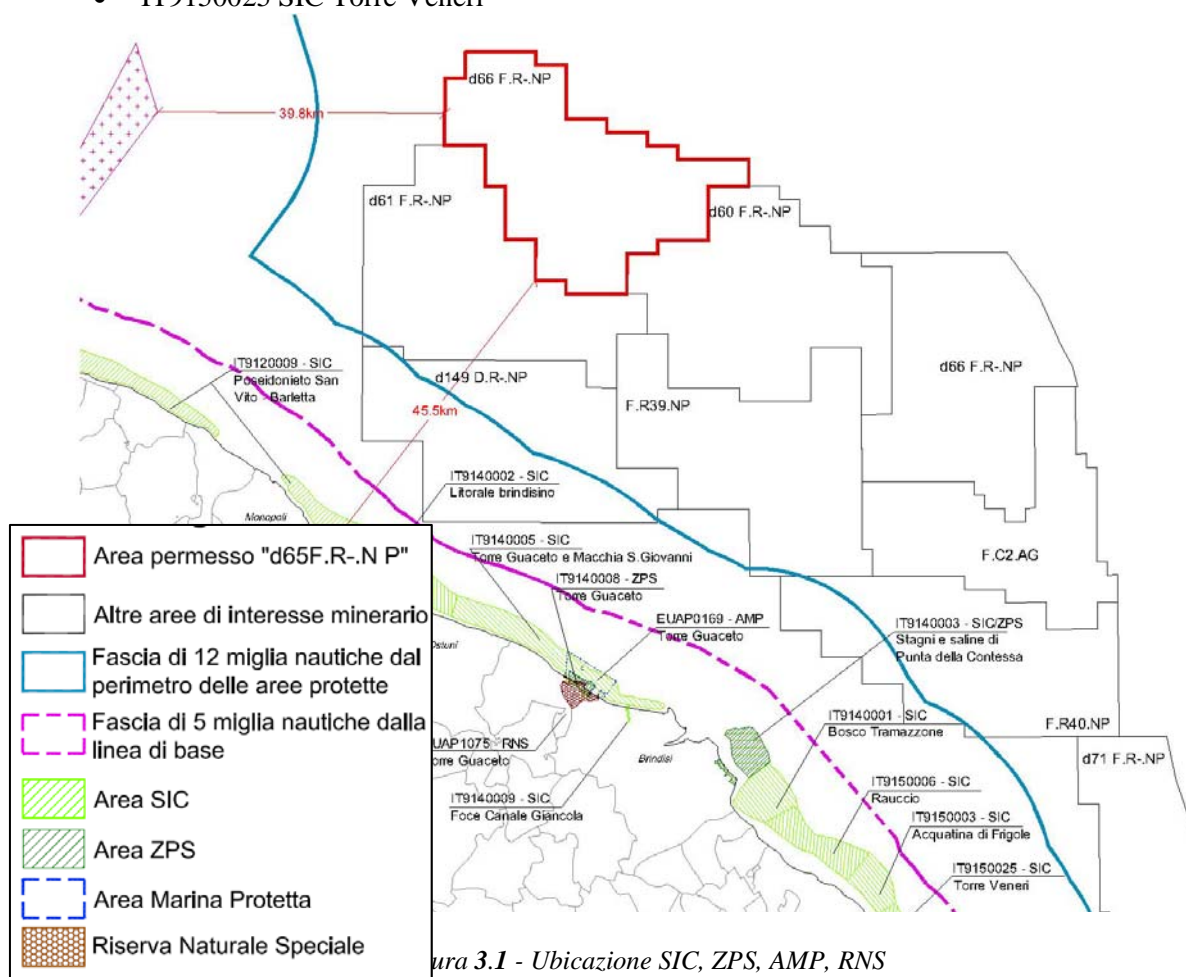 IT9150025 SIC Torre Veneri
d66 F.R-.NP
39.8km
d61 F.R-.NP
d60 F.R-.NP
IT9120009 - SIC
Poseidonieto San
Vito - Barletta
d149 D.R-.NP
d66 F.R-.NP
F.R39.NP
45.5km
IT9140002 - SIC
Litorale brindisino
Monopoli
IT9140005 - SIC
Torre Guaceto e Macchia S.Giovanni
F.C2.AG
IT9140008 - ZPS
Torre Guaceto
EUAP0169 - AMP
Torre Guaceto
IT9140003 - SIC/ZPS
Stagni e saline di
Punta della Contessa
Ostuni
IT9140001 - SIC
Bosco Tramazzone
F.R40.NP
d71 F.R-.NP
UAP1075 - RNS
orre Guaceto
Brindisi
IT9150006 - SIC
Rauccio
IT9140009 - SIC
Foce Canale Giancola
IT9150003 - SIC
Acquatina di Frigole
IT9150025 - SIC
Torre Veneri
Area permesso "d65F.R-.N P"
Altre aree di interesse minerario
Fascia di 12 miglia nautiche dal
perimetro delle aree protette
Fascia di 5 miglia nautiche dalla
linea di base
Area SIC
Area ZPS
Area Marina Protetta
Riserva Naturale Speciale
ura 3.1 - Ubicazione SIC, ZPS, AMP, RNS